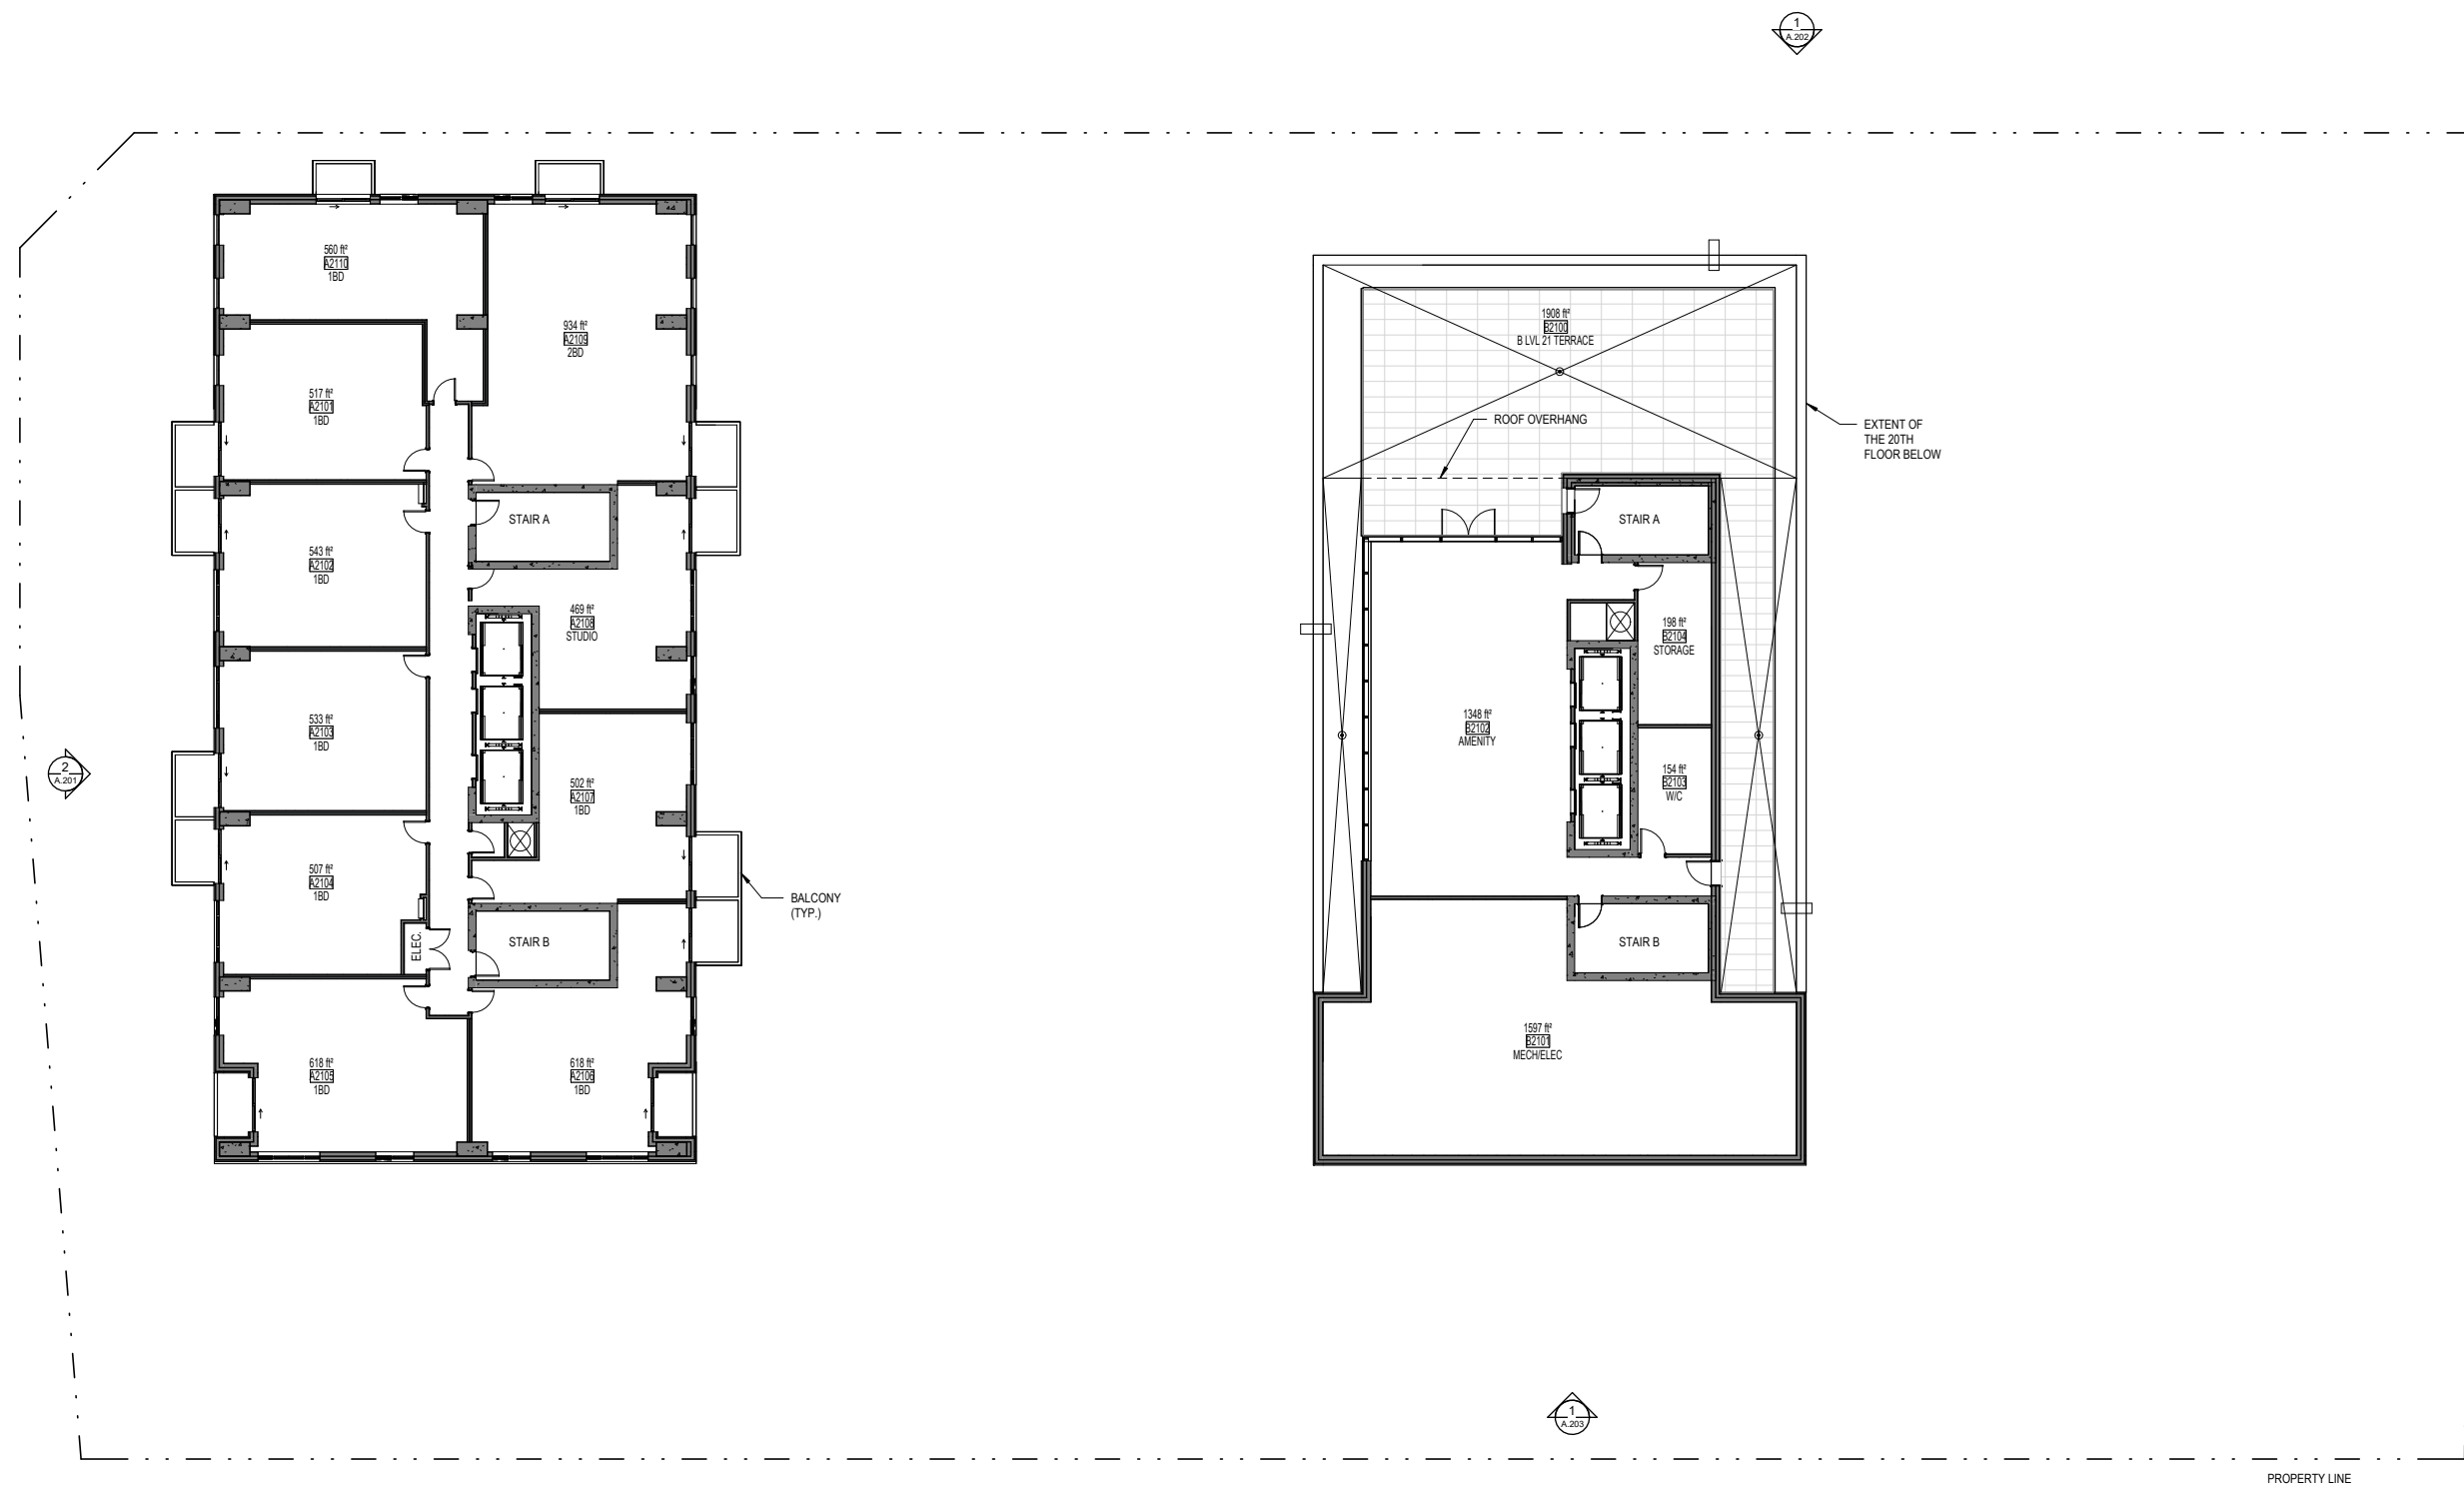 1
A.202
560 ft²
A2110
1BD
934 ft²
A2109
2BD
517 ft²
A2101
1BD
543 ft²
A2102
1BD
STAIR A
469 ft²
A2108
STUDIO
533 ft²
A2103
1BD
502 ft²
A2107
1BD
507 ft²
A2104
1BD
ELEC.
STAIR B
618 ft²
A2105
1BD
618 ft²
A2106
1BD
BALCONY
(TYP.)
2
A.201
1908 ft²
B2100
B LVL 21 TERRACE
ROOF OVERHANG
EXTENT OF
THE 20TH
FLOOR BELOW
STAIR A
198 ft²
B2104
STORAGE
1348 ft²
B2102
AMENITY
154 ft²
B2103
W/C
STAIR B
1597 ft²
B2101
MECH/ELEC
1
A.203
PROPERTY LINE